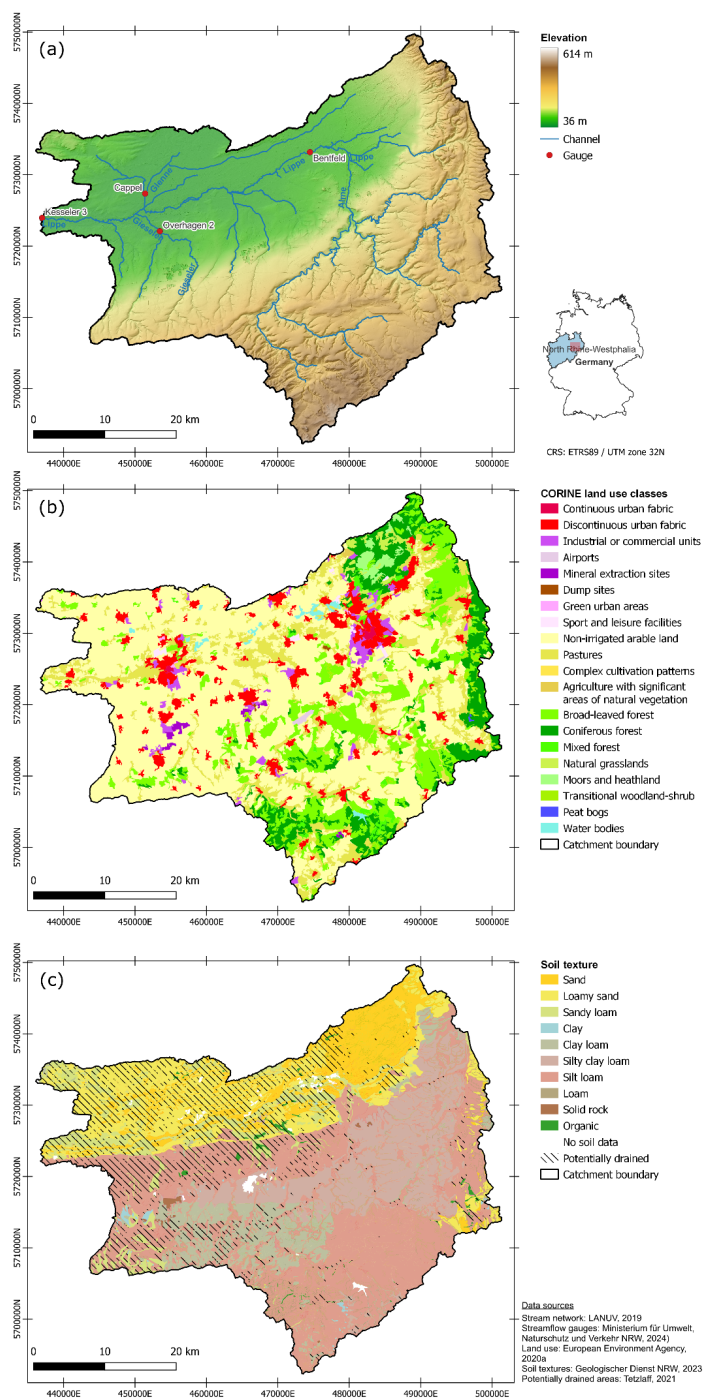 (a)
5750000N
5740000N
5730000N
5720000N
5710000N
5700000N
Lippe
Bentfeld
Lippe
Cappel
Glenne
Alme
Kesseler 3
Lippe
Gieseler
Overhagen 2
Gieseler
0 10 20 km
440000E 450000E 460000E 470000E 480000E 490000E 500000E
Elevation
614 m
36 m
Channel
Gauge
North Rhine-Westphalia
Germany
CRS: ETRS89 / UTM zone 32N
(b)
5750000N
5740000N
5730000N
5720000N
5710000N
5700000N
0 10 20 km
440000E 450000E 460000E 470000E 480000E 490000E 500000E
CORINE land use classes
Continuous urban fabric
Discontinuous urban fabric
Industrial or commercial units
Airports
Mineral extraction sites
Dump sites
Green urban areas
Sport and leisure facilities
Non-irrigated arable land
Pastures
Complex cultivation patterns
Agriculture with significant
areas of natural vegetation
Broad-leaved forest
Coniferous forest
Mixed forest
Natural grasslands
Moors and heathland
Transitional woodland-shrub
Peat bogs
Water bodies
Catchment boundary
(c)
5750000N
5740000N
5730000N
5720000N
5710000N
5700000N
0 10 20 km
440000E 450000E 460000E 470000E 480000E 490000E 500000E
Soil texture
Sand
Loamy sand
Sandy loam
Clay
Clay loam
Silty clay loam
Silt loam
Loam
Solid rock
Organic
No soil data
Potentially drained
Catchment boundary
Data sources
Stream network: LANUV, 2019
Streamflow gauges: Ministerium für Umwelt,
Naturschutz und Verkehr NRW, 2024)
Land use: European Environment Agency,
2020a
Soil textures: Geologischer Dienst NRW, 2023
Potentially drained areas: Tetzlaff, 2021